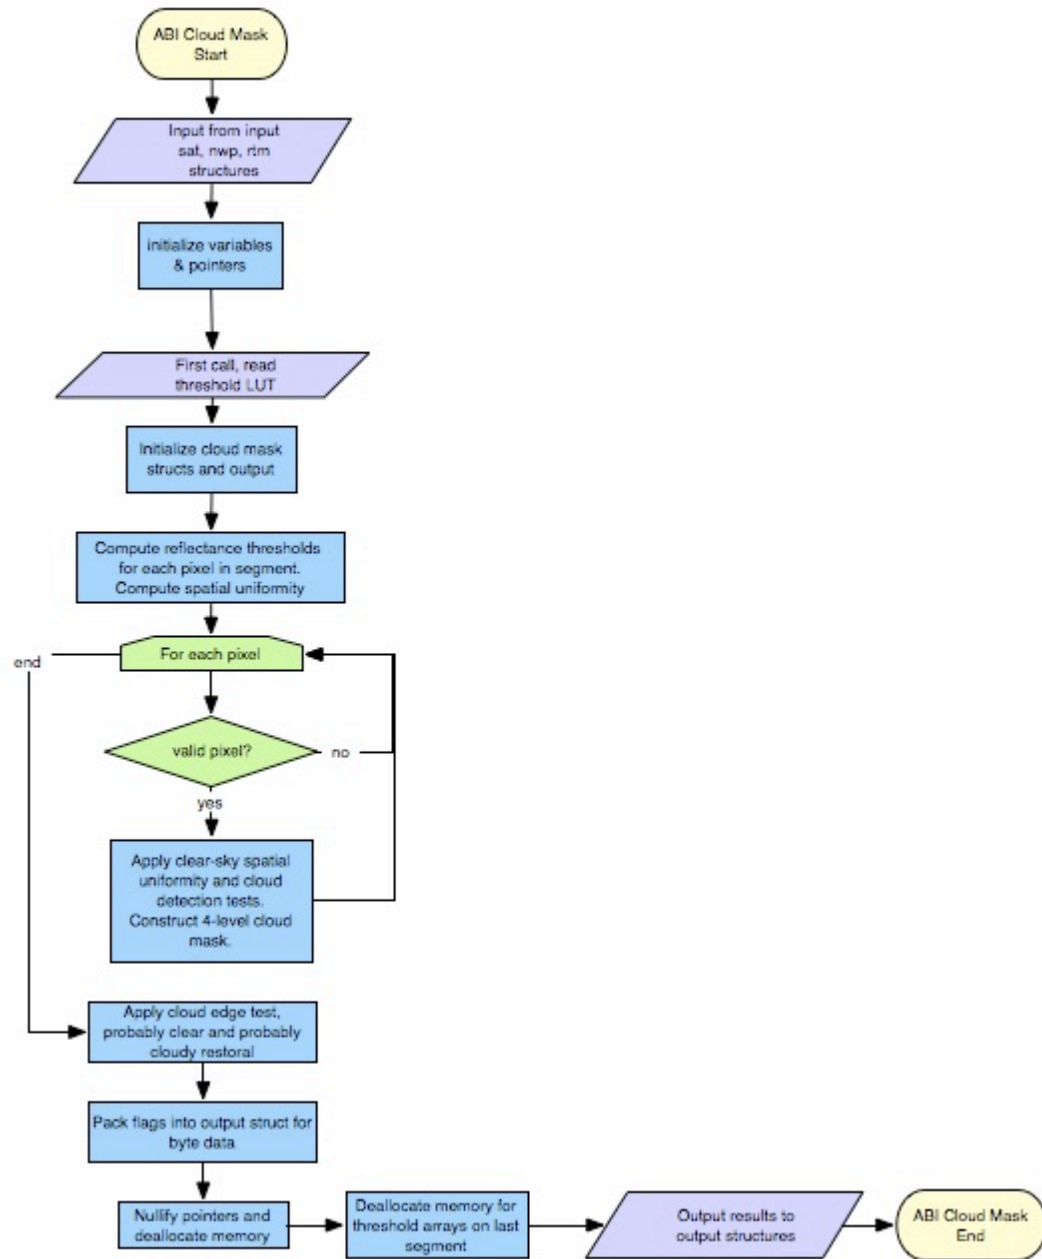 ABI Cloud Mask
Start
Input from input
sat, nwp, rtm
structures
initialize variables
& pointers
First call, read
threshold LUT
Initialize cloud mask
structs and output
Compute reflectance thresholds
for each pixel in segment.
Compute spatial uniformity
For each pixel
end
valid pixel?
no
yes
Apply clear-sky spatial
uniformity and cloud
detection tests.
Construct 4-level cloud
mask.
Apply cloud edge test,
probably clear and probably
cloudy restoral
Pack flags into output struct for
byte data
Nullify pointers and
deallocate memory
Deallocate memory for
threshold arrays on last
segment
Output results to
output structures
ABI Cloud Mask
End